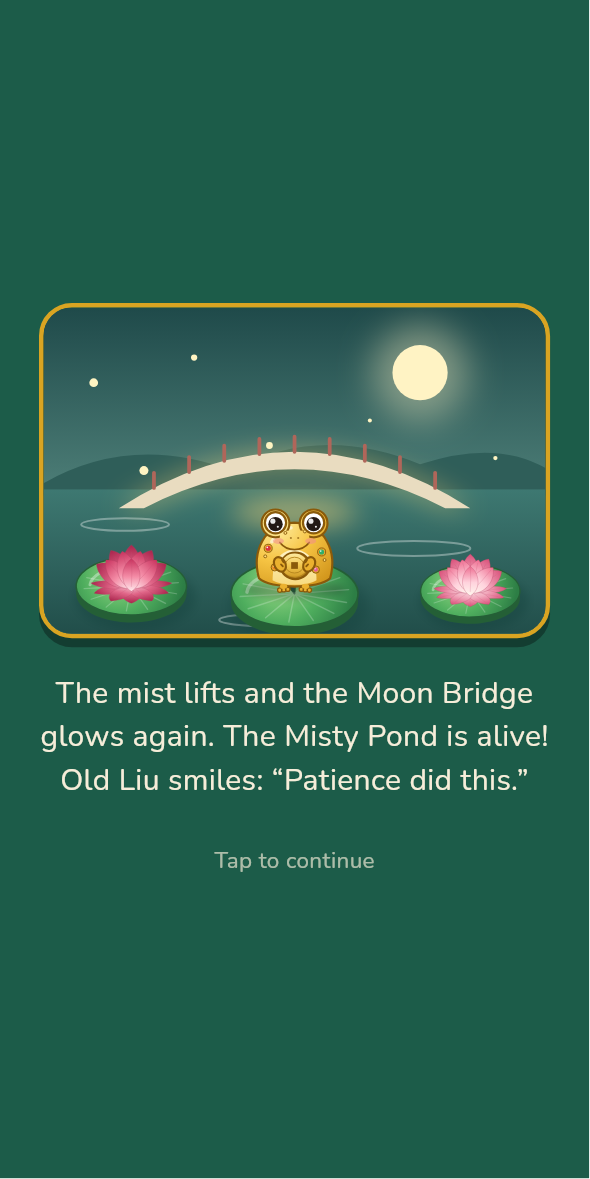 The mist lifts and the Moon Bridge
glows again. The Misty Pond is alive!
Old Liu smiles: “Patience did this.”
Tap to continue